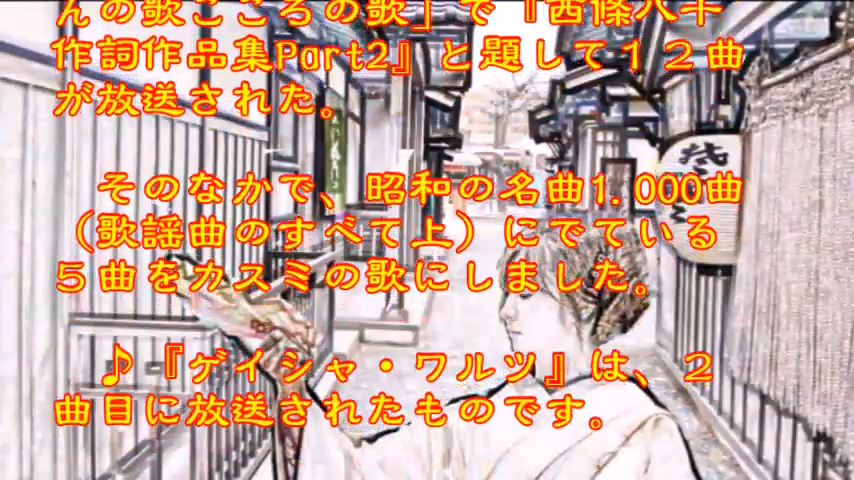 んの歌こころの歌」で『西條八十
作詞作品集Part2』と題して１２曲
が放送された。
そのなかで、昭和の名曲1.000曲
（歌謡曲のすべて上）にでている
５曲をカスミの歌にしました。
♪『ゲイシャ・ワルツ』は、２
曲目に放送されたものです。